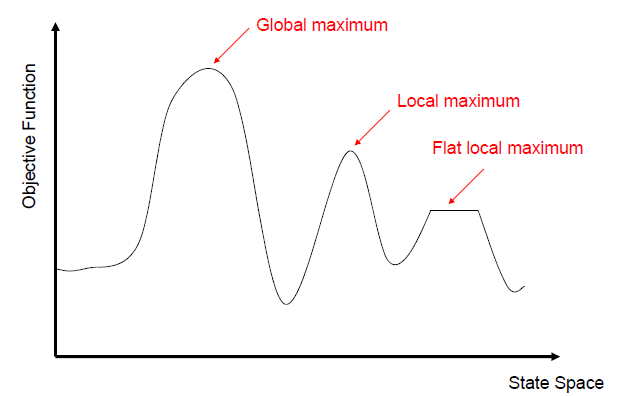 Global maximum
Local maximum
Flat local maximum
Objective Function
State Space